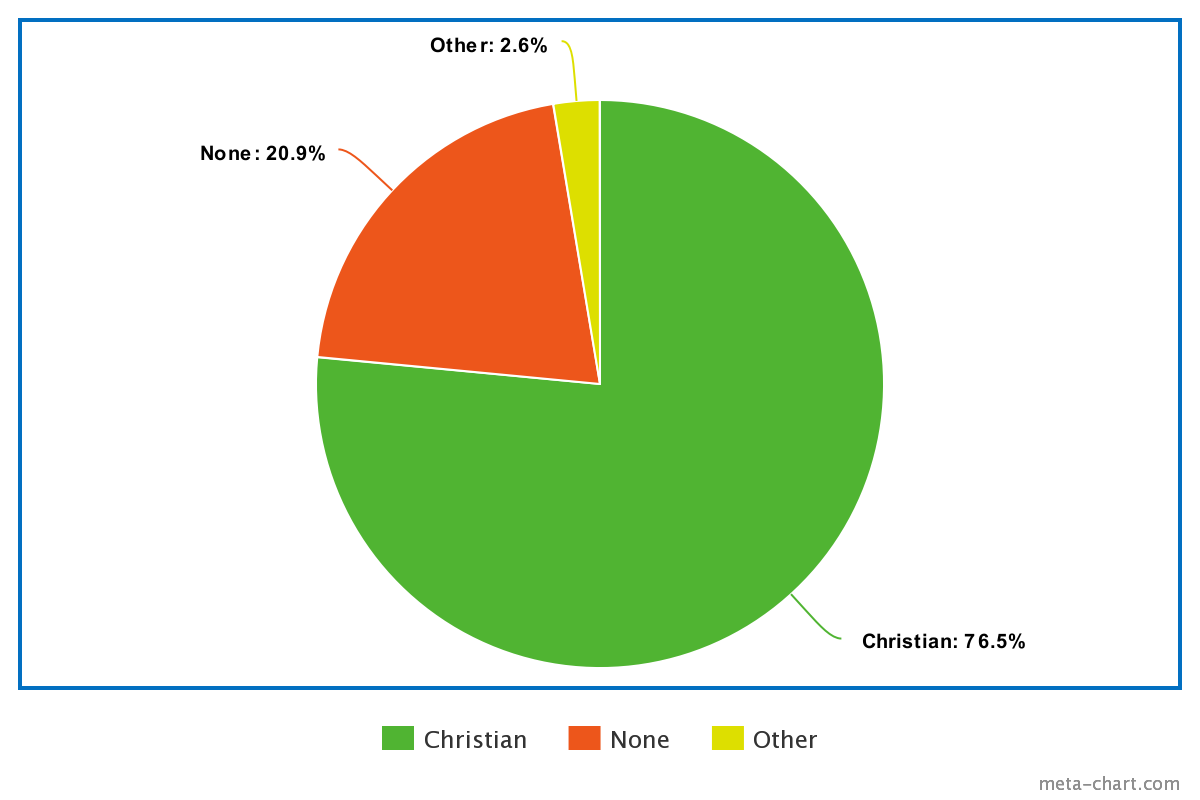 Other: 2.6%
None: 20.9%
Christian: 76.5%
Christian
None
Other
meta-chart.com